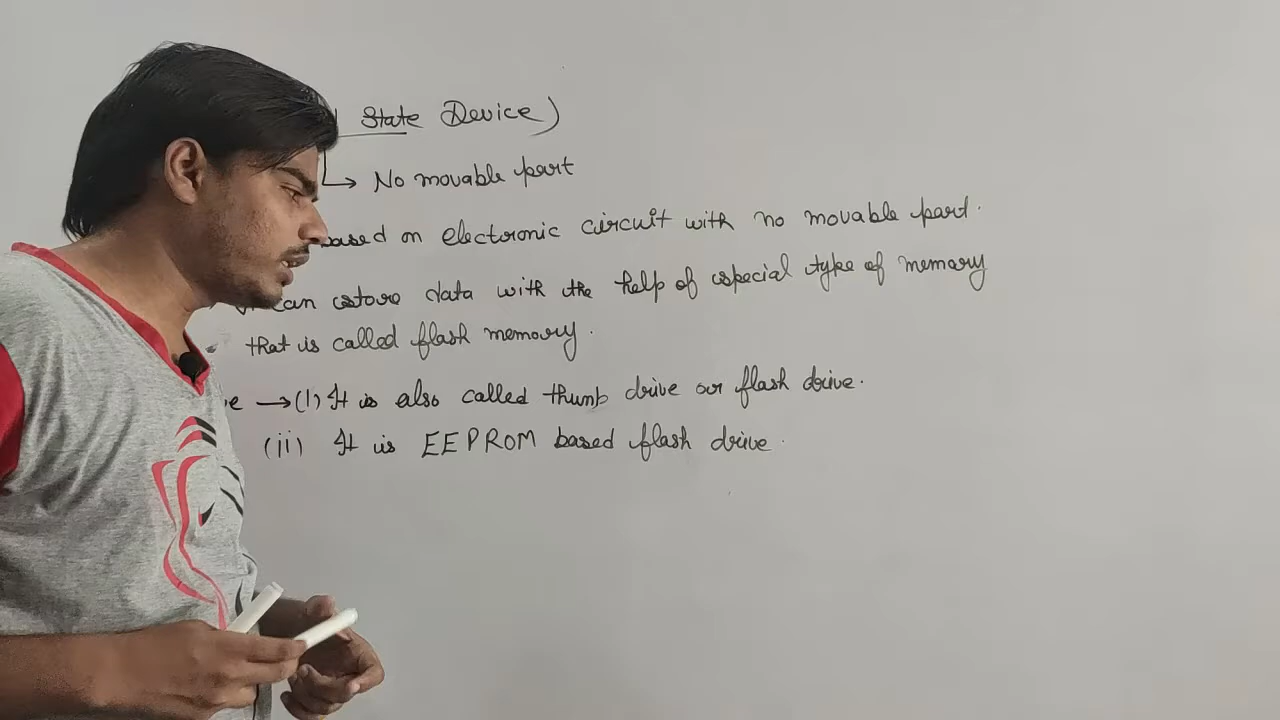 State Device)
No movable part
based on electronic circuit with no movable part.
can store data with the help of special type of memory
that is called flash memory.
→(i) It is also called thumb drive or flash drive.
(ii) It is EEPROM based flash drive.